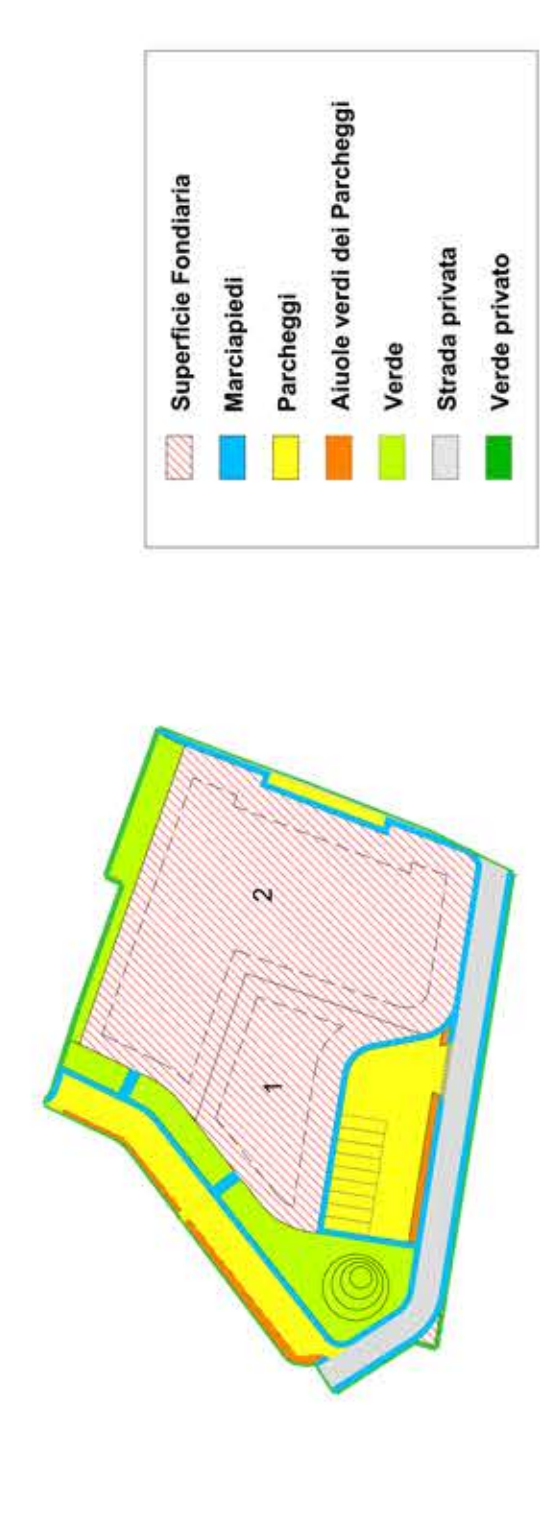 Superficie Fondiaria
Marciapiedi
Parcheggi
Aiuole verdi dei Parcheggi
Verde
Strada privata
Verde privato
1
2